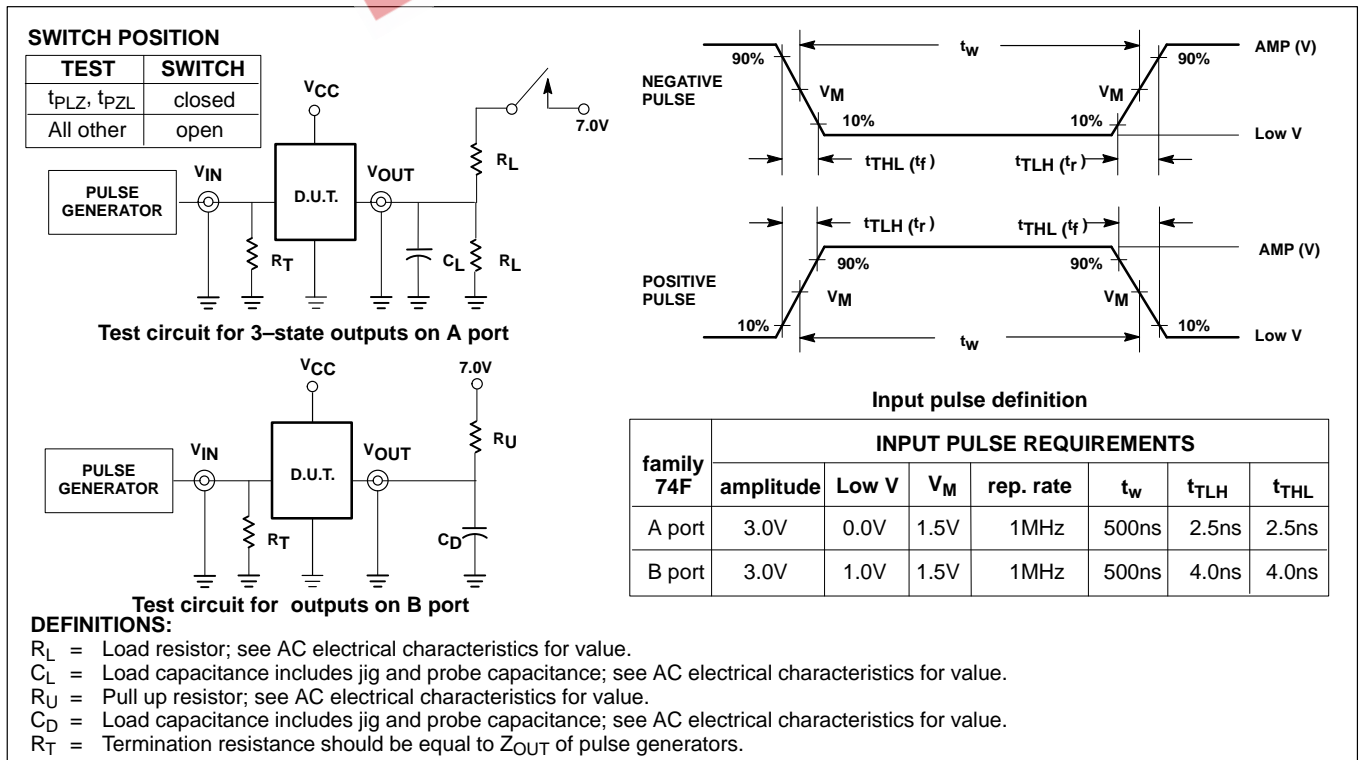 SWITCH POSITION
TEST SWITCH
tPLZ, tPZL closed
All other open
VCC
7.0V
RL
VIN
VOUT
PULSE
GENERATOR
D.U.T.
RT
CL
RL
Test circuit for 3–state outputs on A port
VCC
7.0V
RU
VIN
VOUT
PULSE
GENERATOR
D.U.T.
RT
CD
Test circuit for outputs on B port
NEGATIVE
PULSE
90%
tw
90%
AMP (V)
VM
VM
10%
10%
Low V
tTHL (tf)
tTLH (tr)
tTLH (tr)
tTHL (tf)
AMP (V)
POSITIVE
PULSE
90%
90%
VM
VM
10%
tw
10%
Low V
Input pulse definition
family
74F
INPUT PULSE REQUIREMENTS
amplitude Low V VM rep. rate tw tTLH tTHL
A port 3.0V 0.0V 1.5V 1MHz 500ns 2.5ns 2.5ns
B port 3.0V 1.0V 1.5V 1MHz 500ns 4.0ns 4.0ns
DEFINITIONS:
RL = Load resistor; see AC electrical characteristics for value.
CL = Load capacitance includes jig and probe capacitance; see AC electrical characteristics for value.
RU = Pull up resistor; see AC electrical characteristics for value.
CD = Load capacitance includes jig and probe capacitance; see AC electrical characteristics for value.
RT = Termination resistance should be equal to ZOUT of pulse generators.